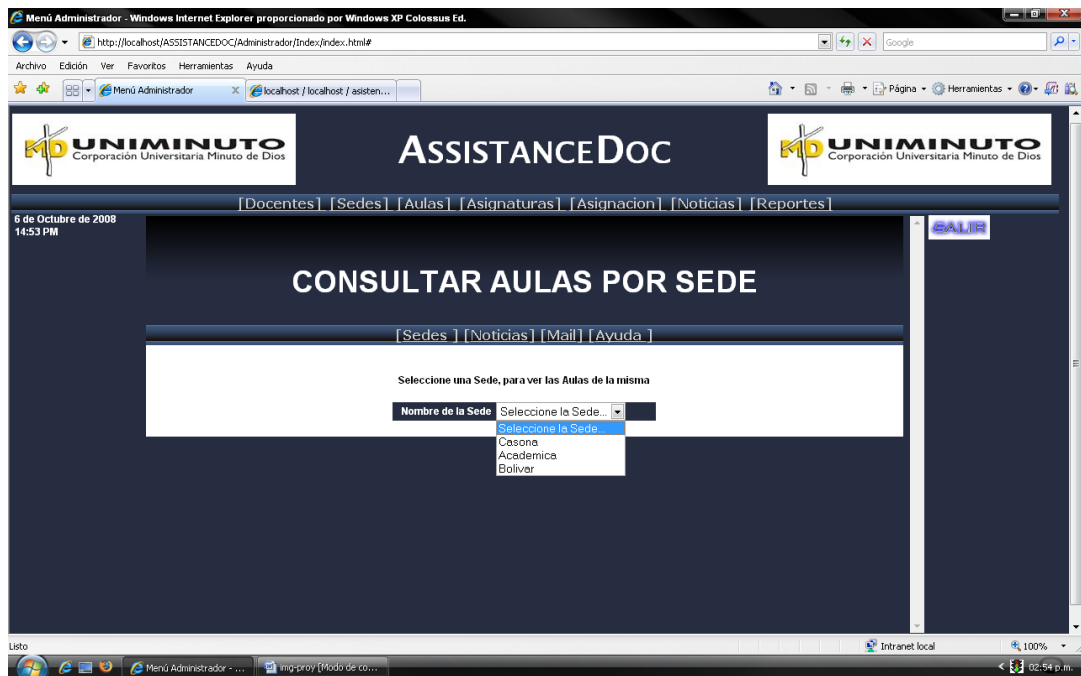 Menú Administrador - Windows Internet Explorer proporcionado por Windows XP Colossus Ed.
http://localhost/ASSISTANCEDOC/Administrador/Index/index.html#
Google
Archivo Edición Ver Favoritos Herramientas Ayuda
Menú Administrador
localhost / localhost / asisten...
Página Herramientas
UNIMINUTO
Corporación Universitaria Minuto de Dios
ASSISTANCEDOC
UNIMINUTO
Corporación Universitaria Minuto de Dios
[Docentes] [Sedes] [Aulas] [Asignaturas] [Asignacion] [Noticias] [Reportes]
6 de Octubre de 2008
14:53 PM
SALIR
CONSULTAR AULAS POR SEDE
[Sedes ] [Noticias] [Mail] [Ayuda ]
Seleccione una Sede, para ver las Aulas de la misma
Nombre de la Sede Seleccione la Sede...
Seleccione la Sede...
Casona
Academica
Bolivar
Listo
Intranet local
100%
Menú Administrador - ...
img-proy [Modo de co...
02:54 p.m.